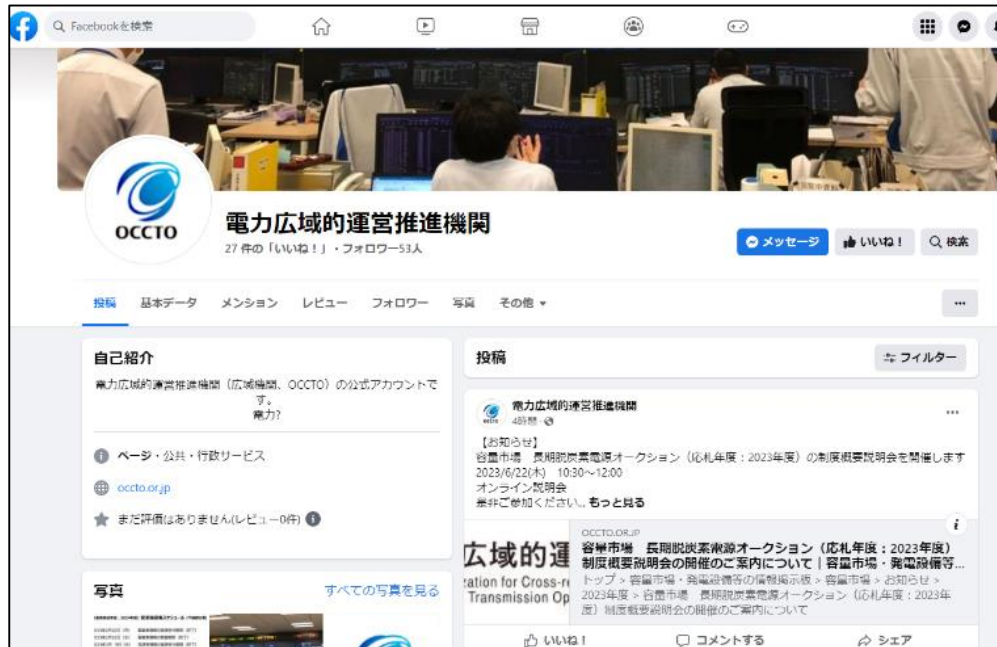 Facebookを検索
OCCTO
電力広域的運営推進機関
27 件の「いいね！」・フォロワー53人
メッセージ
いいね！
検索
投稿 基本データ メンション レビュー フォロワー 写真 その他
自己紹介
電力広域的運営推進機関（広域機関、OCCTO）の公式アカウントで
す。
電力?
ページ・公共・行政サービス
occto.or.jp
まだ評価はありません(レビュー0件)
写真
すべての写真を見る
投稿
フィルター
電力広域的運営推進機関
4時間
【お知らせ】
容量市場　長期脱炭素電源オークション（応札年度：2023年度）の制度概要説明会を開催します
2023/6/22(木)　10:30～12:00
オンライン説明会
是非ご参加ください... もっと見る
広域的運
zation for Cross-r
Transmission Op
OCCTO.OR.JP
容量市場　長期脱炭素電源オークション（応札年度：2023年度）
制度概要説明会の開催のご案内について｜容量市場・発電設備等...
トップ > 容量市場・発電設備等の情報掲示板 > 容量市場 > お知らせ >
2023年度 > 容量市場　長期脱炭素電源オークション（応札年度：2023年
度）制度概要説明会の開催のご案内について
いいね！ コメントする シェア